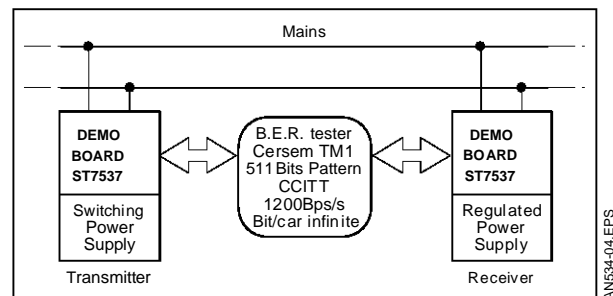 Mains
DEMO
BOARD
ST7537
Switching
Power
Supply
Transmitter
B.E.R. tester
Cersem TM1
511Bits Pattern
CCITT
1200Bps/s
Bit/car infinite
DEMO
BOARD
ST7537
Regulated
Power
Supply
Receiver
AN534-04.EPS